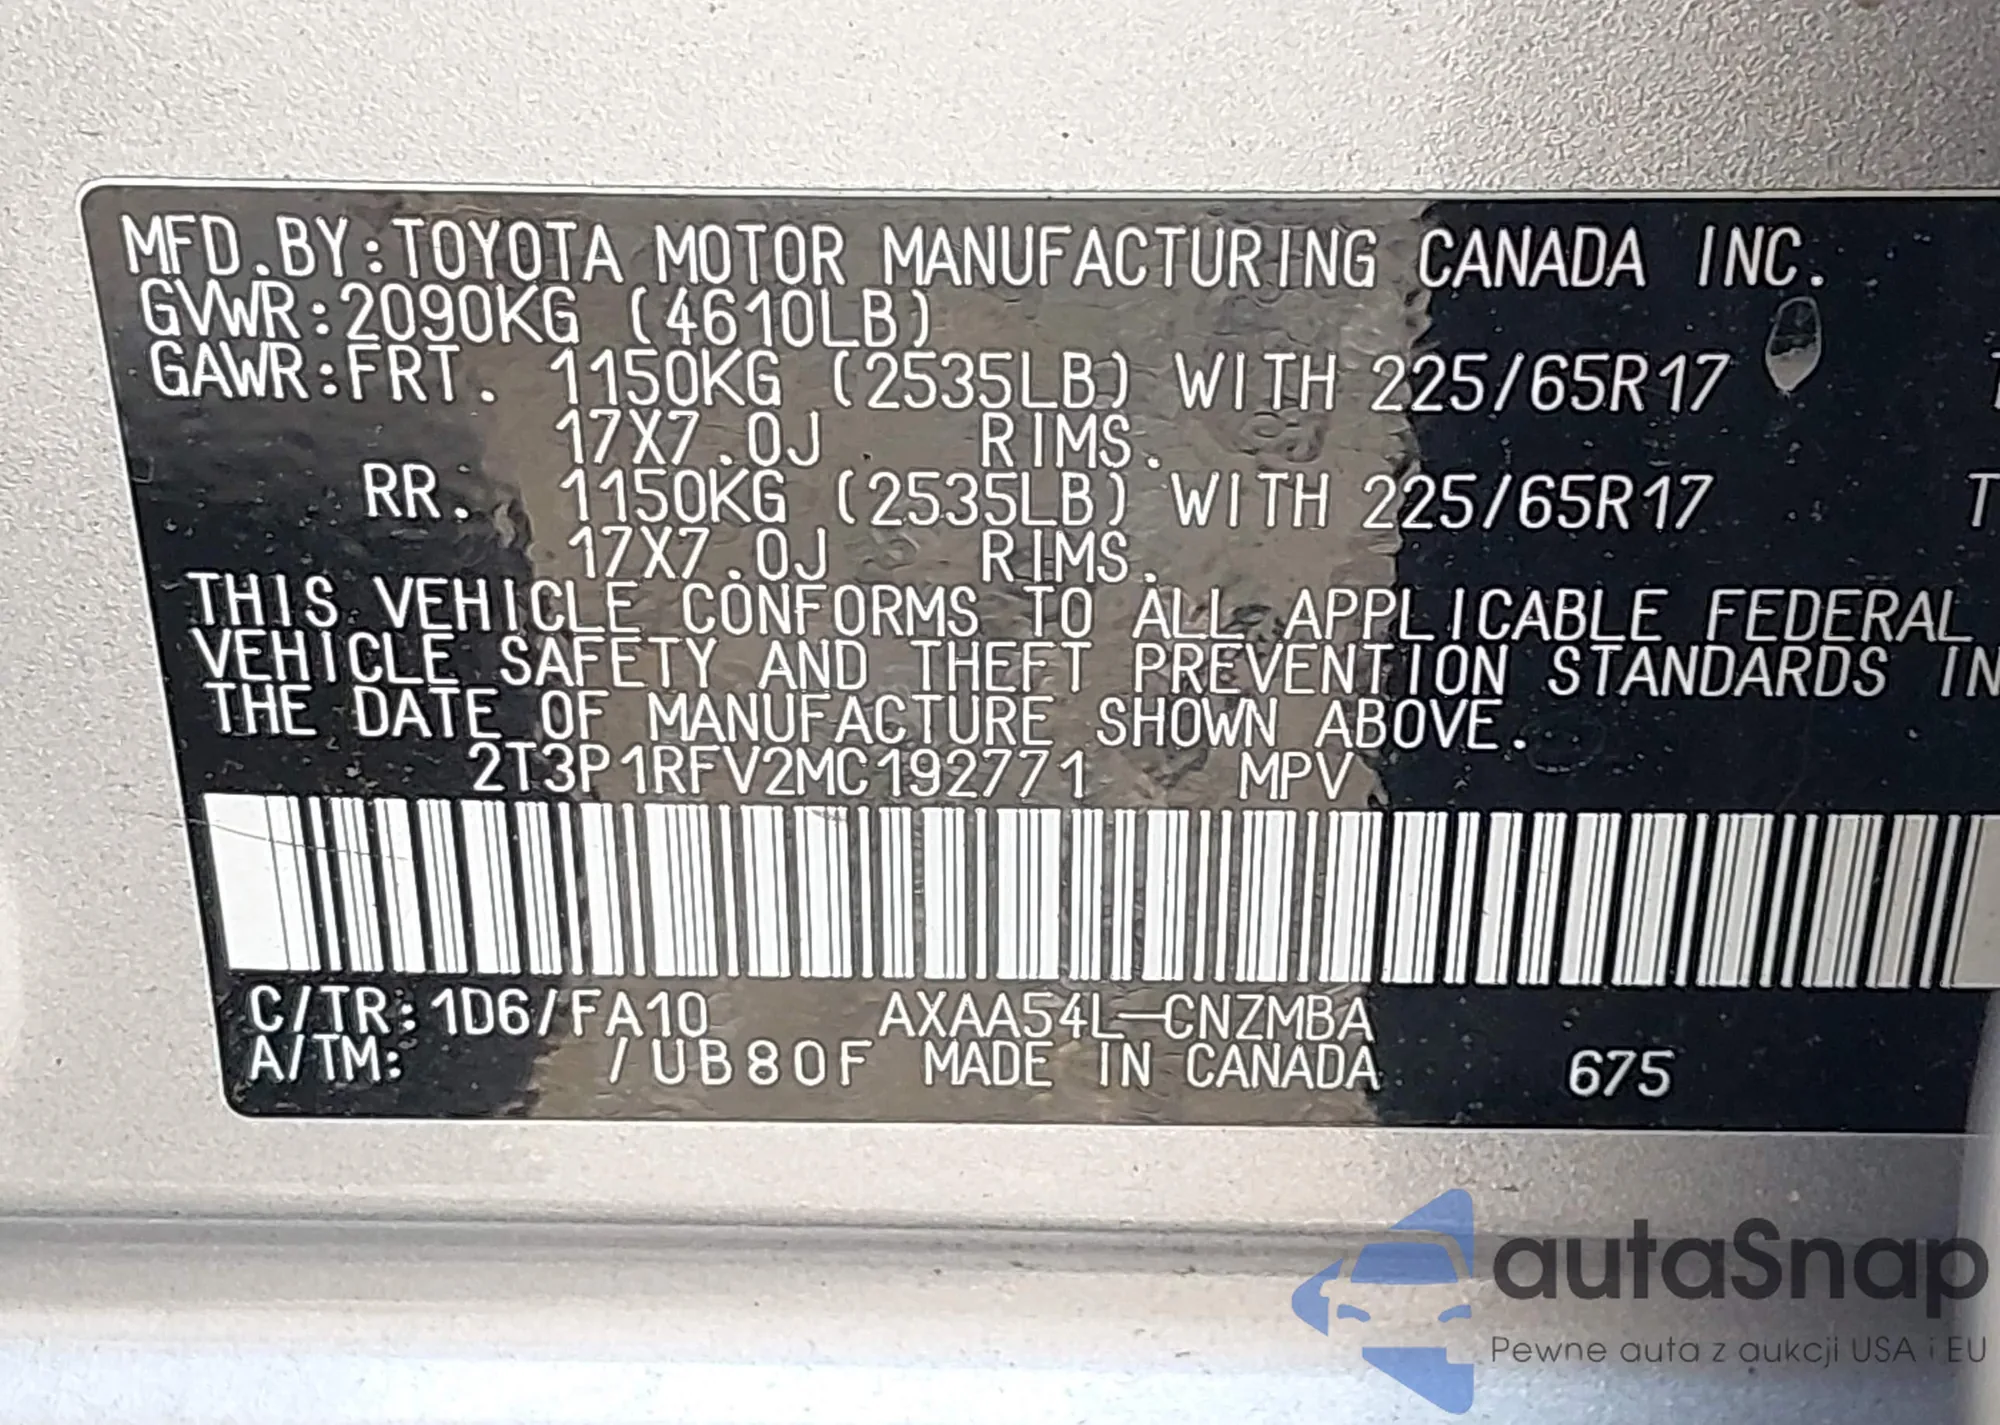 MFD.BY:TOYOTA MOTOR MANUFACTURING CANADA INC.
GVWR:2090KG (4610LB)
GAWR:FRT. 1150KG (2535LB) WITH 225/65R17 T
17X7.0J RIMS.
RR. 1150KG (2535LB) WITH 225/65R17 T
17X7.0J RIMS.
THIS VEHICLE CONFORMS TO ALL APPLICABLE FEDERAL
VEHICLE SAFETY AND THEFT PREVENTION STANDARDS IN
THE DATE OF MANUFACTURE SHOWN ABOVE.
2T3P1RFV2MC192771 MPV
C/TR:1D6/FA10 AXAA54L-CNZMBA
A/TM: /UB80F MADE IN CANADA 675
autaSnap
Pewne auta z aukcji USA i EU